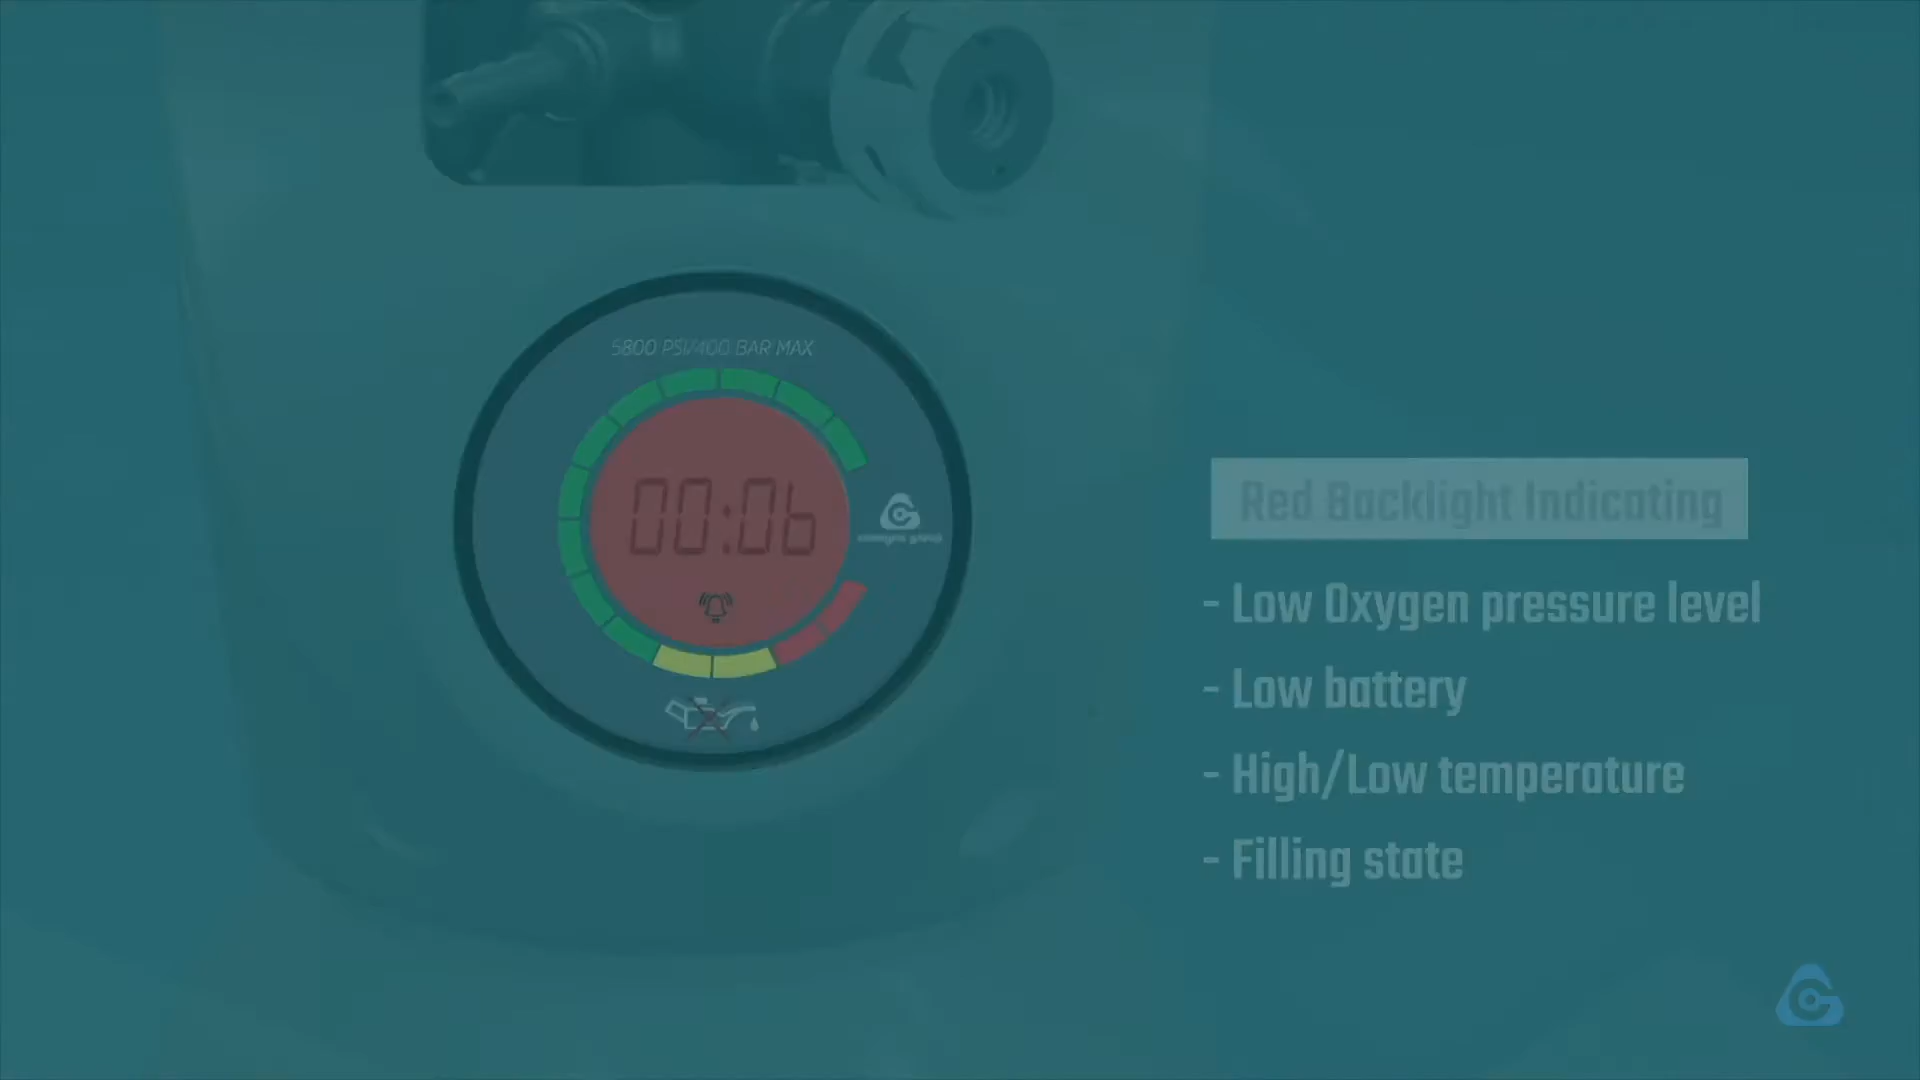 5800 PSI/400 BAR MAX
00:06
Red Backlight Indicating
- Low Oxygen pressure level
- Low battery
- High/Low temperature
- Filling state